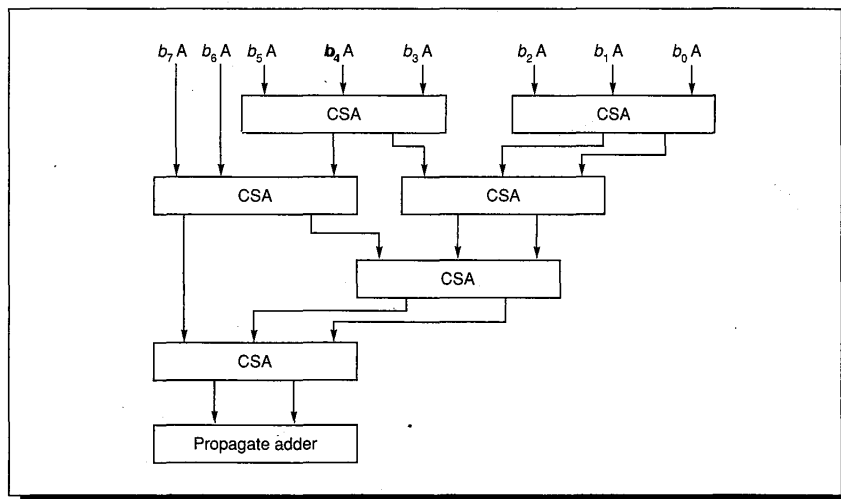 b₇A b₆A b₅A b₄A b₃A b₂A b₁A b₀A
CSA CSA
CSA CSA
CSA
CSA
Propagate adder